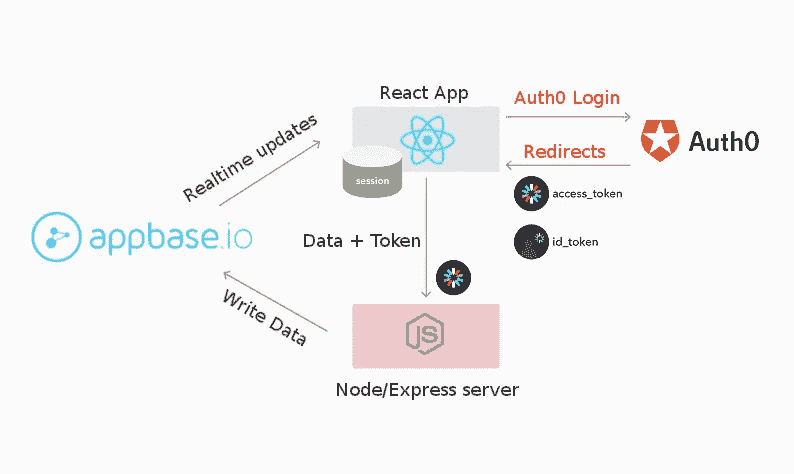 React App
Auth0 Login
Auth0
Redirects
session
access_token
id_token
Realtime updates
appbase.io
Data + Token
Write Data
JS
Node/Express server